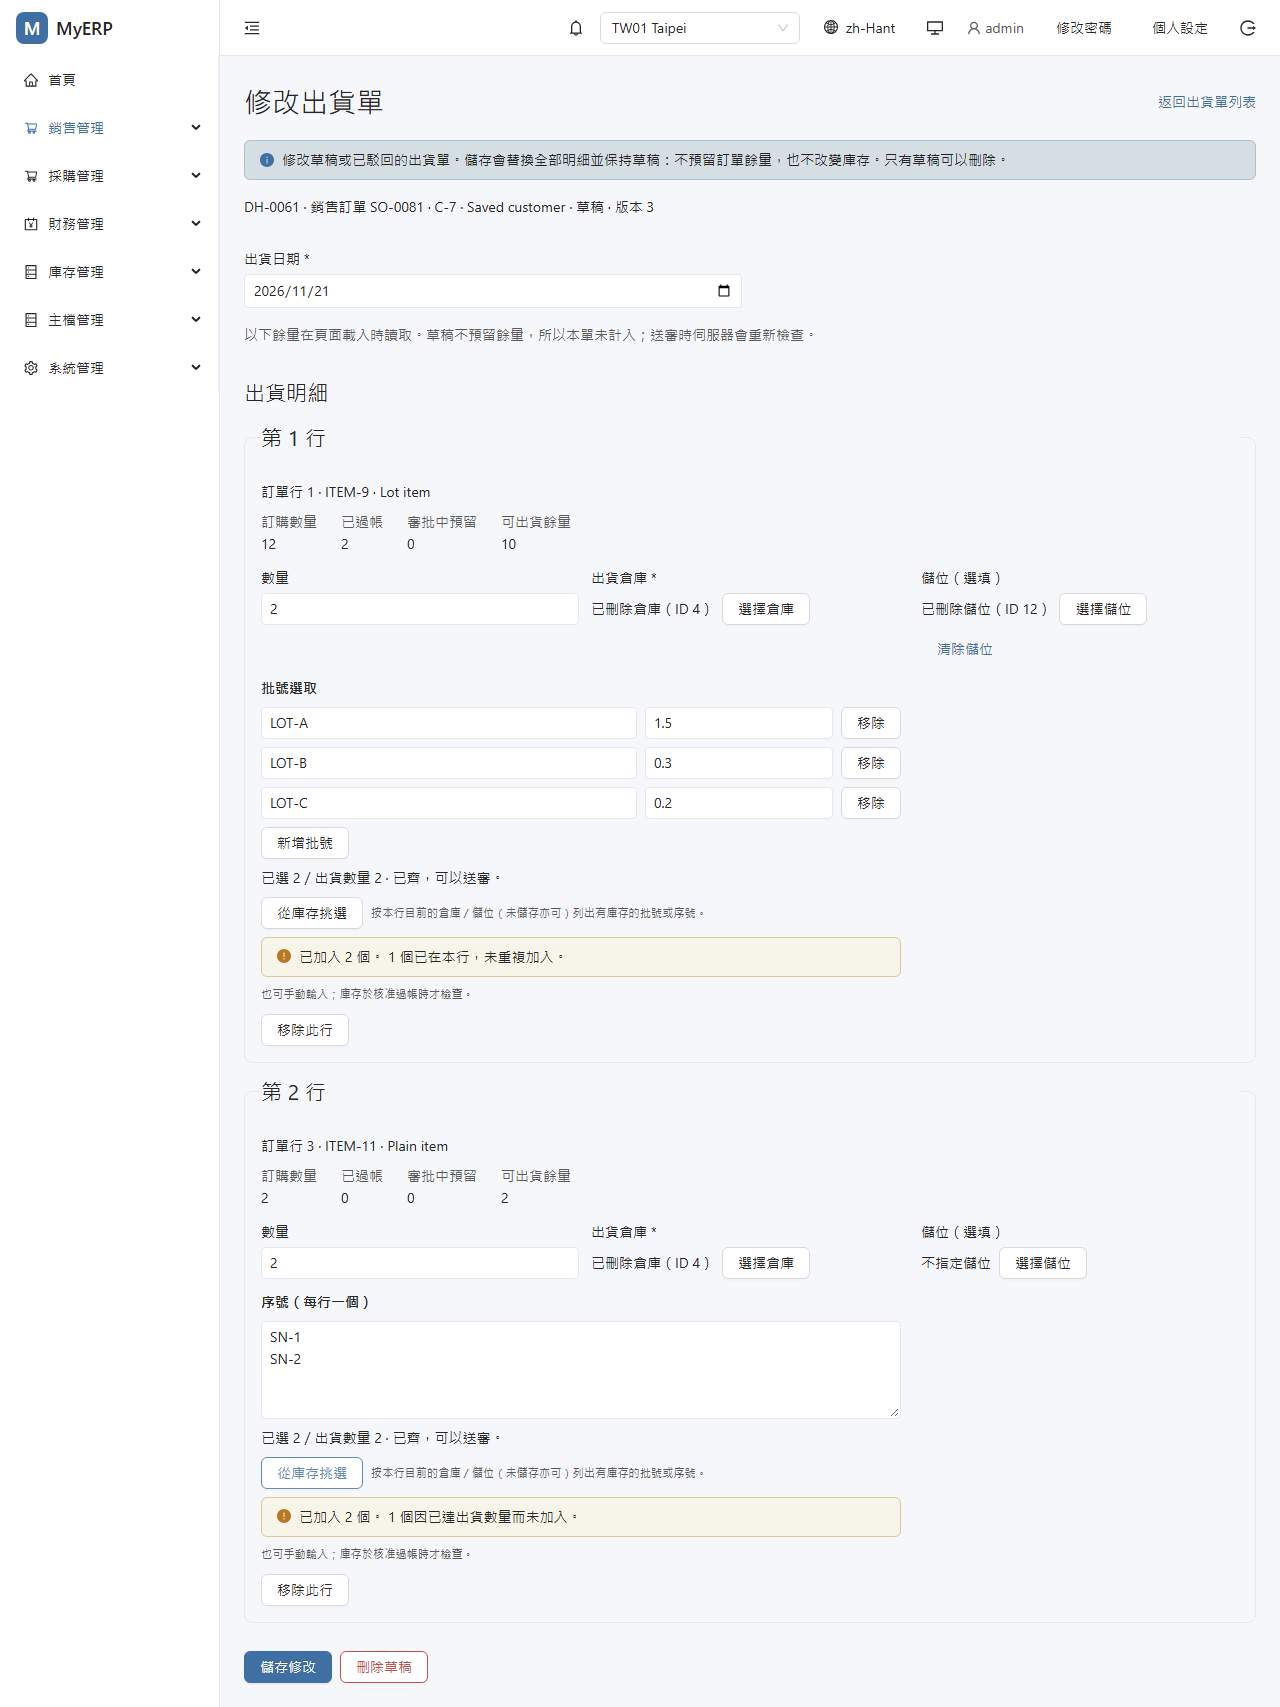 M MyERP
TW01 Taipei
zh-Hant
admin
修改密碼
個人設定
首頁
銷售管理
採購管理
財務管理
庫存管理
主檔管理
系統管理
修改出貨單
返回出貨單列表
修改草稿或已駁回的出貨單。儲存會替換全部明細並保持草稿：不預留訂單餘量，也不改變庫存。只有草稿可以刪除。
DH-0061 · 銷售訂單 SO-0081 · C-7 · Saved customer · 草稿 · 版本 3
出貨日期 *
2026/11/21
以下餘量在頁面載入時讀取。草稿不預留餘量，所以本單未計入；送審時伺服器會重新檢查。
出貨明細
第 1 行
訂單行 1 · ITEM-9 · Lot item
訂購數量 已過帳 審批中預留 可出貨餘量
12 2 0 10
數量 出貨倉庫 * 儲位（選填）
2 已刪除倉庫（ID 4） 選擇倉庫 已刪除儲位（ID 12） 選擇儲位
清除儲位
批號選取
LOT-A 1.5 移除
LOT-B 0.3 移除
LOT-C 0.2 移除
新增批號
已選 2 / 出貨數量 2 · 已齊，可以送審。
從庫存挑選 按本行目前的倉庫 / 儲位（未儲存亦可）列出有庫存的批號或序號。
已加入 2 個。 1 個已在本行，未重複加入。
也可手動輸入；庫存於核准過帳時才檢查。
移除此行
第 2 行
訂單行 3 · ITEM-11 · Plain item
訂購數量 已過帳 審批中預留 可出貨餘量
2 0 0 2
數量 出貨倉庫 * 儲位（選填）
2 已刪除倉庫（ID 4） 選擇倉庫 不指定儲位 選擇儲位
序號（每行一個）
SN-1
SN-2
已選 2 / 出貨數量 2 · 已齊，可以送審。
從庫存挑選 按本行目前的倉庫 / 儲位（未儲存亦可）列出有庫存的批號或序號。
已加入 2 個。 1 個因已達出貨數量而未加入。
也可手動輸入；庫存於核准過帳時才檢查。
移除此行
儲存修改 刪除草稿